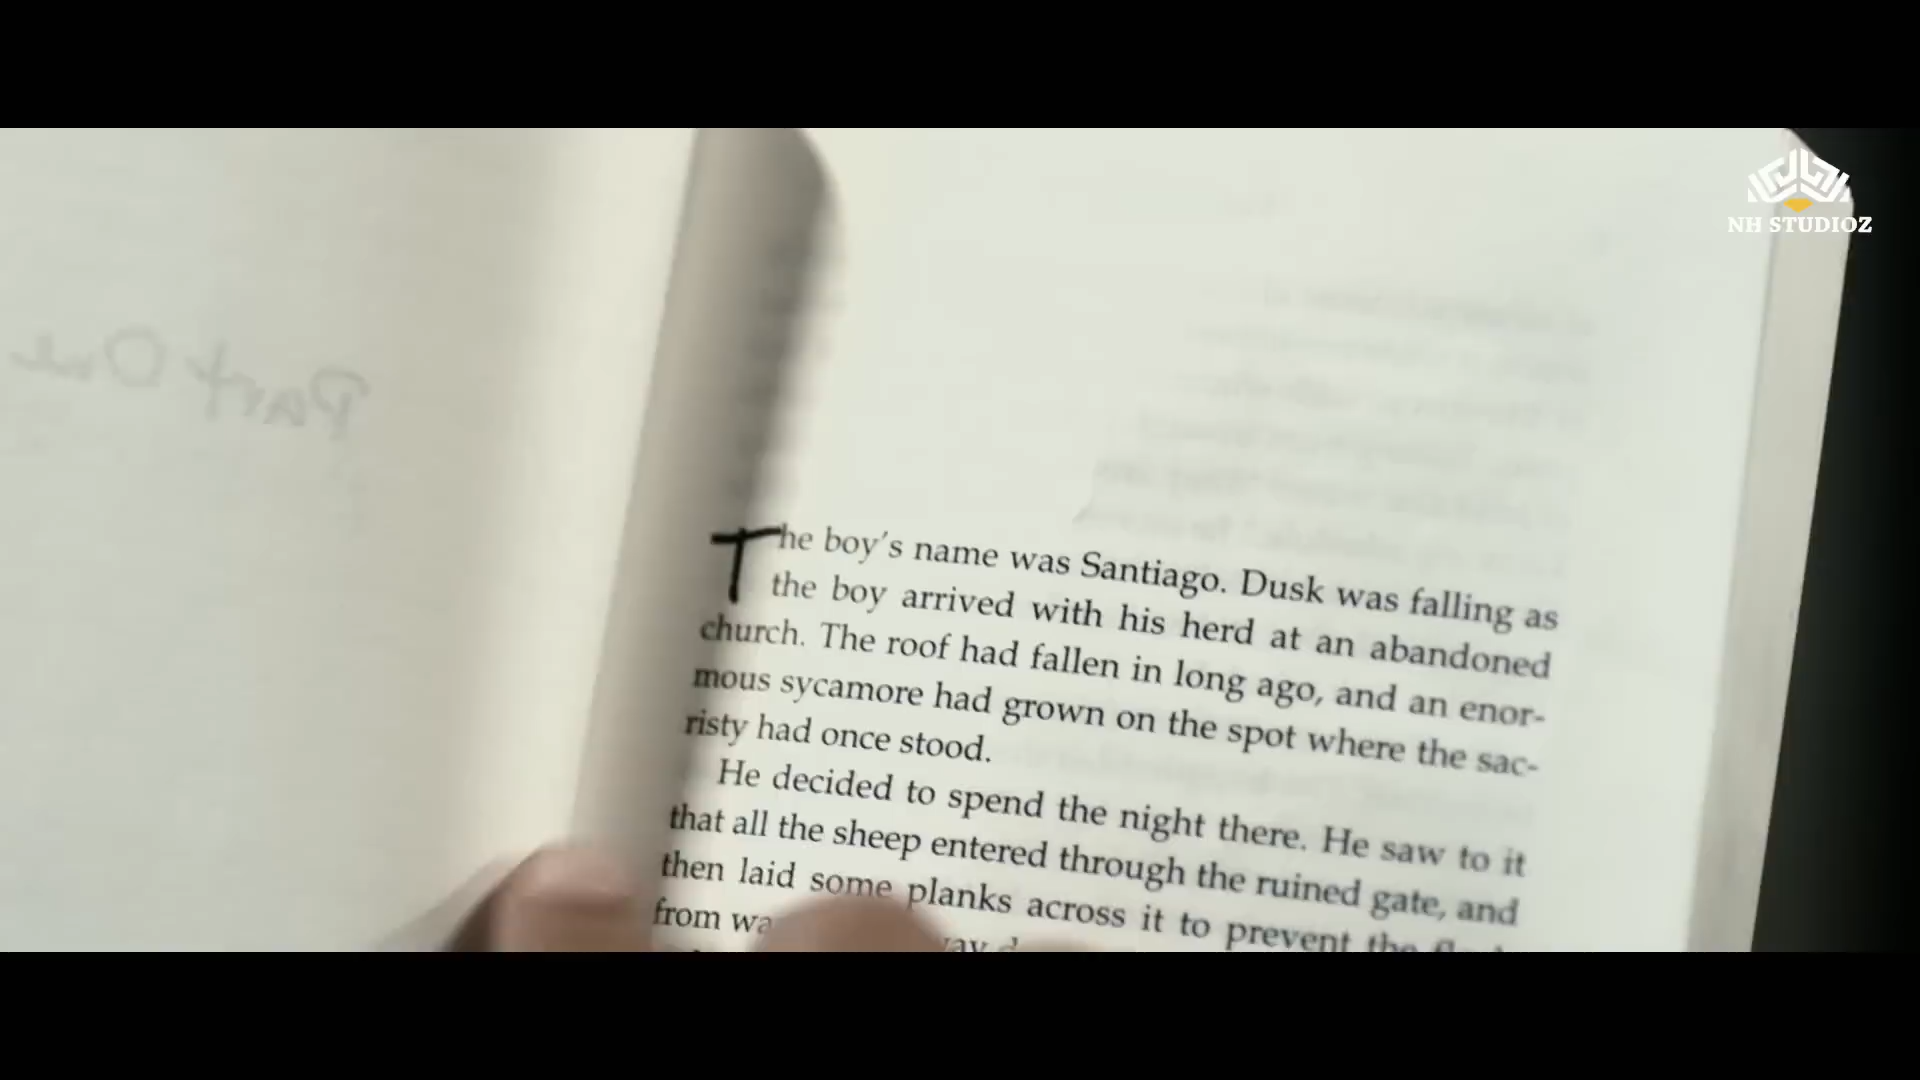 NH STUDIOZ
Part One
The boy's name was Santiago. Dusk was falling as
the boy arrived with his herd at an abandoned
church. The roof had fallen in long ago, and an enor-
mous sycamore had grown on the spot where the sac-
risty had once stood.
He decided to spend the night there. He saw to it
that all the sheep entered through the ruined gate, and
then laid some planks across it to prevent the
from